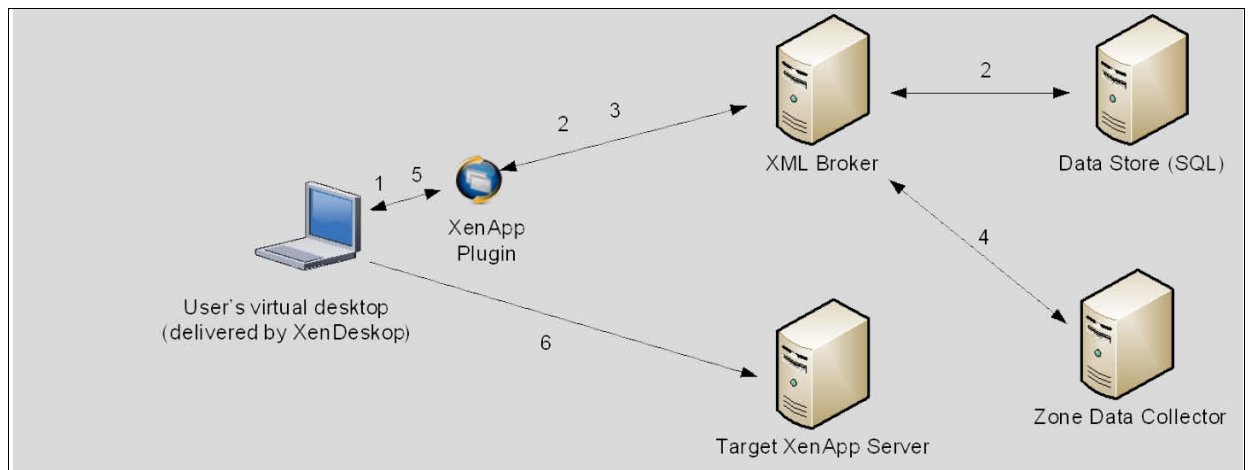 2
3
2
XML Broker
Data Store (SQL)
1
5
XenApp
Plugin
4
User's virtual desktop
(delivered by XenDeskop)
6
Zone Data Collector
Target XenApp Server